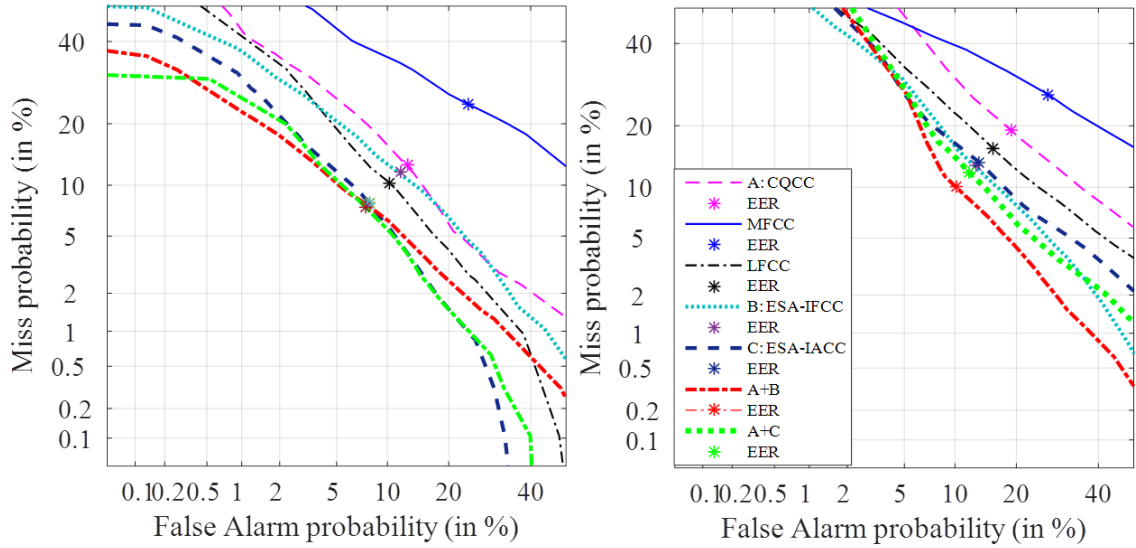 40
20
10
5
2
1
0.5
0.2
0.1
Miss probability (in %)
0.1 0.2 0.5 1 2 5 10 20 40
False Alarm probability (in %)
40
20
10
5
2
1
0.5
0.2
0.1
Miss probability (in %)
A:CQCC
EER
MFCC
EER
LFCC
EER
B:ESA-IFCC
EER
C:ESA-IACC
EER
A+B
EER
A+C
EER
0.1 0.2 0.5 1 2 5 10 20 40
False Alarm probability (in %)